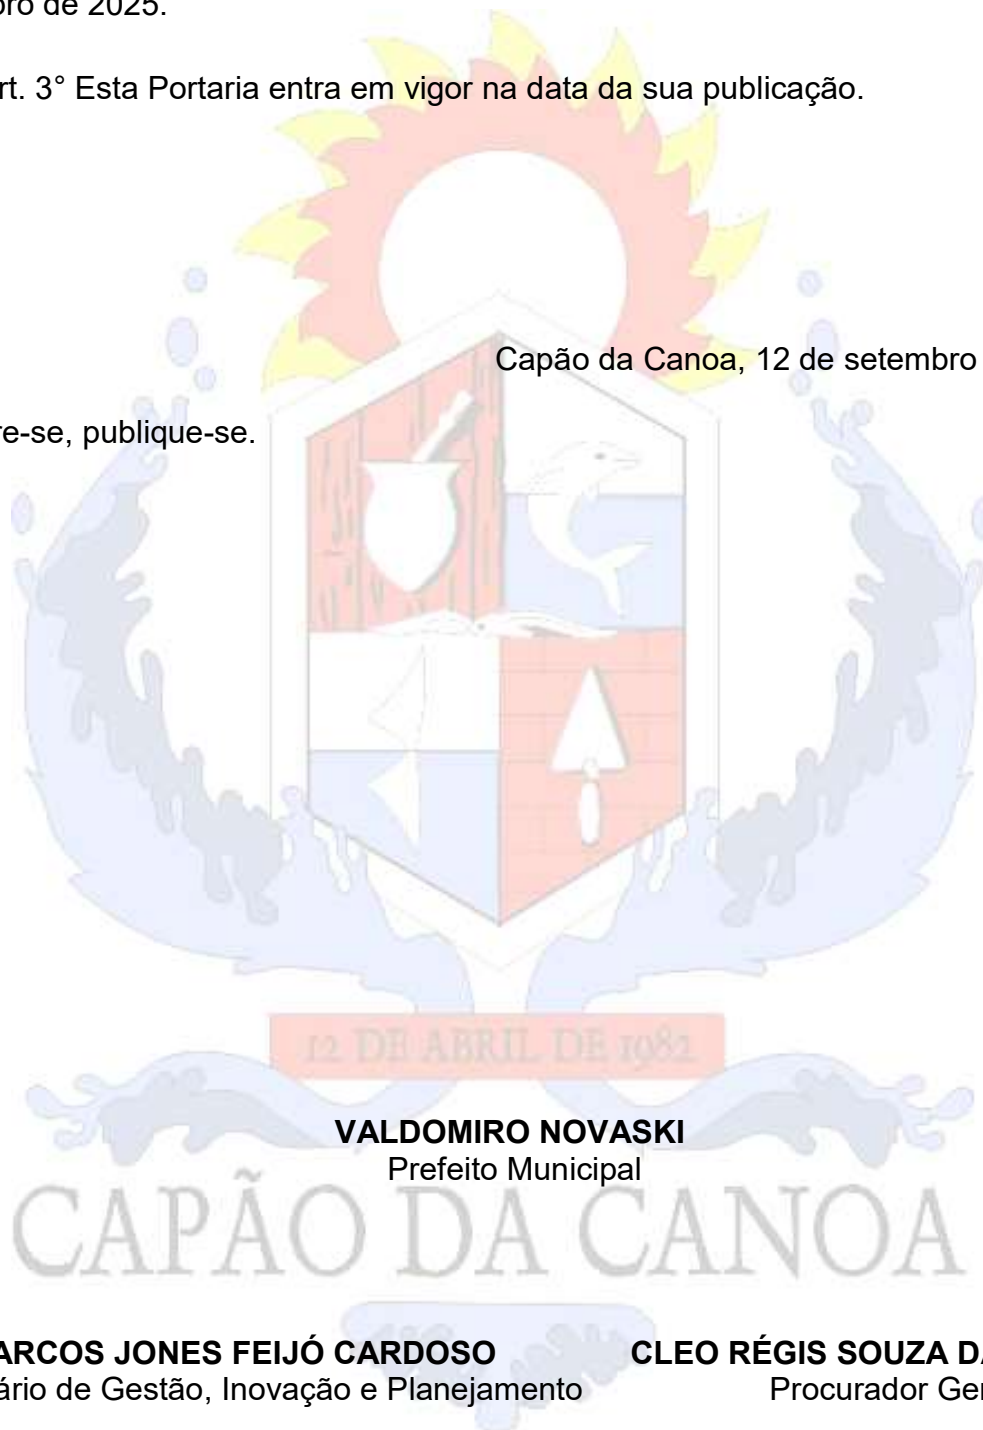 bro de 2025.
rt. 3° Esta Portaria entra em vigor na data da sua publicação.
Capão da Canoa, 12 de setembro
re-se, publique-se.
12 DE ABRIL DE 1982
VALDOMIRO NOVASKI
Prefeito Municipal
CAPÃO DA CANOA
ARCOS JONES FEIJÓ CARDOSO
CLEO RÉGIS SOUZA DA
ário de Gestão, Inovação e Planejamento
Procurador Ger